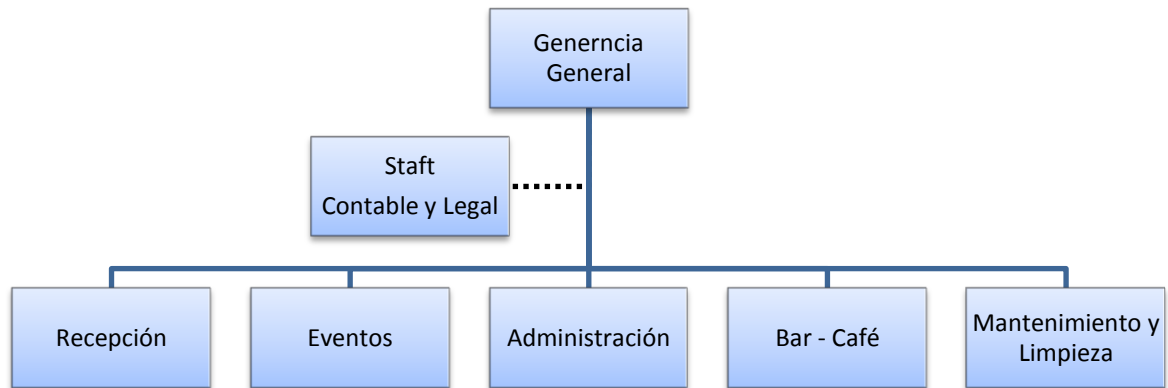 Generncia
General
Staft
Contable y Legal
Recepción
Eventos
Administración
Bar - Café
Mantenimiento y
Limpieza